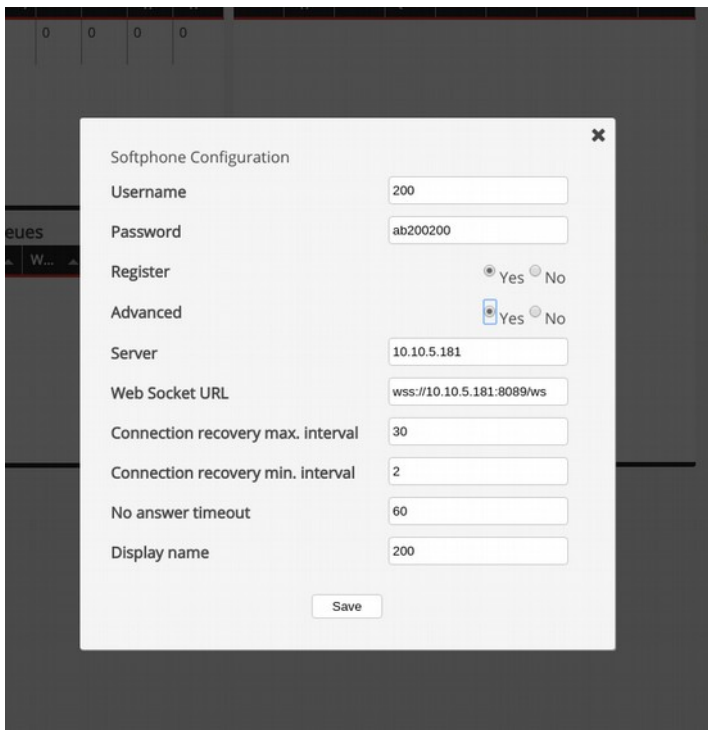 0 0 0 0
Softphone Configuration
Username 200
Password ab200200
eues
W...
Register Yes No
Advanced Yes No
Server 10.10.5.181
Web Socket URL wss://10.10.5.181:8089/ws
Connection recovery max. interval 30
Connection recovery min. interval 2
No answer timeout 60
Display name 200
Save